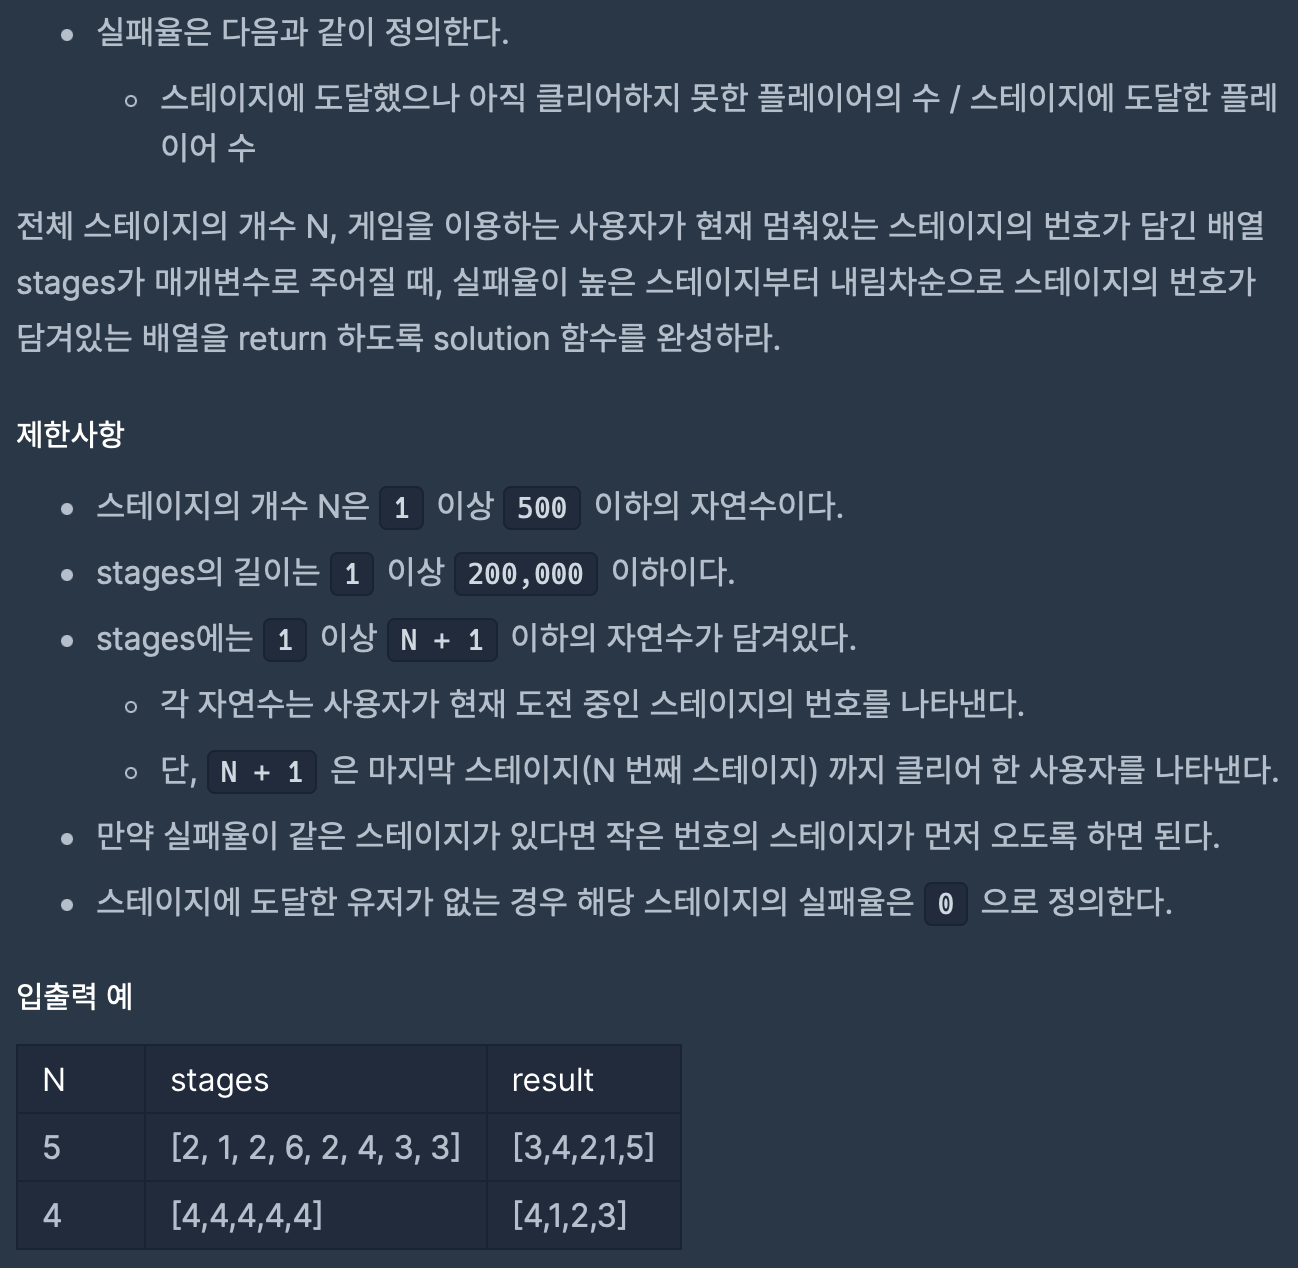 실패율은 다음과 같이 정의한다.
스테이지에 도달했으나 아직 클리어하지 못한 플레이어의 수 / 스테이지에 도달한 플레
이어 수
전체 스테이지의 개수 N, 게임을 이용하는 사용자가 현재 멈춰있는 스테이지의 번호가 담긴 배열
stages가 매개변수로 주어질 때, 실패율이 높은 스테이지부터 내림차순으로 스테이지의 번호가
담겨있는 배열을 return 하도록 solution 함수를 완성하라.
제한사항
스테이지의 개수 N은 1 이상 500 이하의 자연수이다.
stages의 길이는 1 이상 200,000 이하이다.
stages에는 1 이상 N + 1 이하의 자연수가 담겨있다.
각 자연수는 사용자가 현재 도전 중인 스테이지의 번호를 나타낸다.
단, N + 1 은 마지막 스테이지(N 번째 스테이지) 까지 클리어 한 사용자를 나타낸다.
만약 실패율이 같은 스테이지가 있다면 작은 번호의 스테이지가 먼저 오도록 하면 된다.
스테이지에 도달한 유저가 없는 경우 해당 스테이지의 실패율은 0 으로 정의한다.
입출력 예
N stages result
5 [2, 1, 2, 6, 2, 4, 3, 3] [3,4,2,1,5]
4 [4,4,4,4,4] [4,1,2,3]